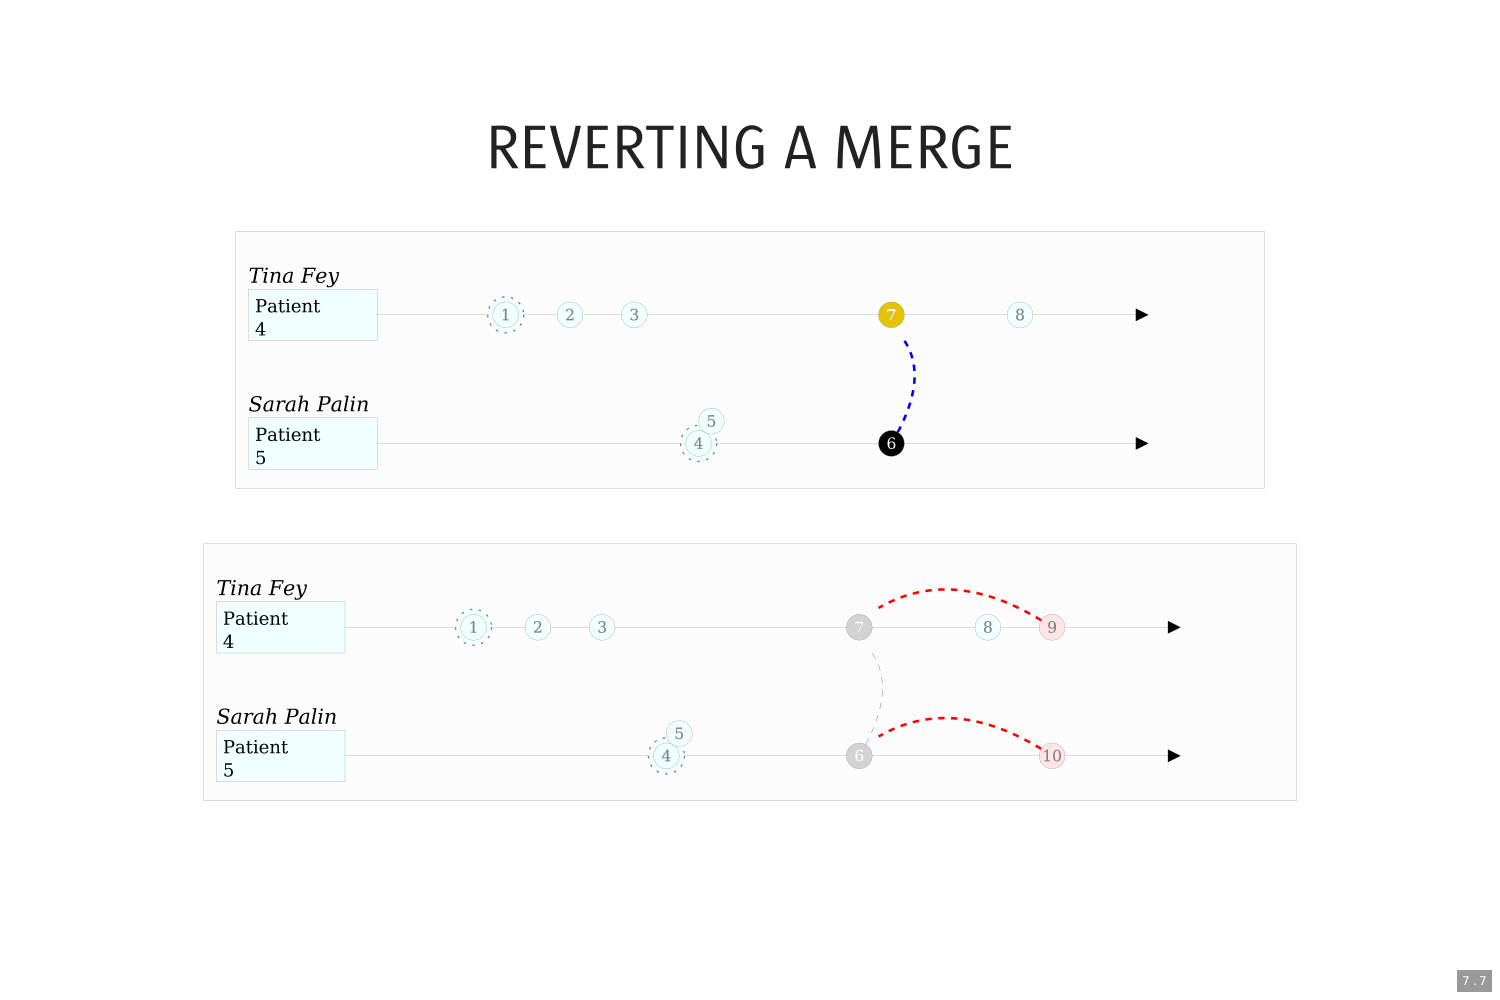 REVERTING A MERGE
Tina Fey
Patient
4
1 2 3 7 8
Sarah Palin
Patient
5
5
4 6
Tina Fey
Patient
4
1 2 3 7 8 9
Sarah Palin
Patient
5
5
4 6 10
7.7